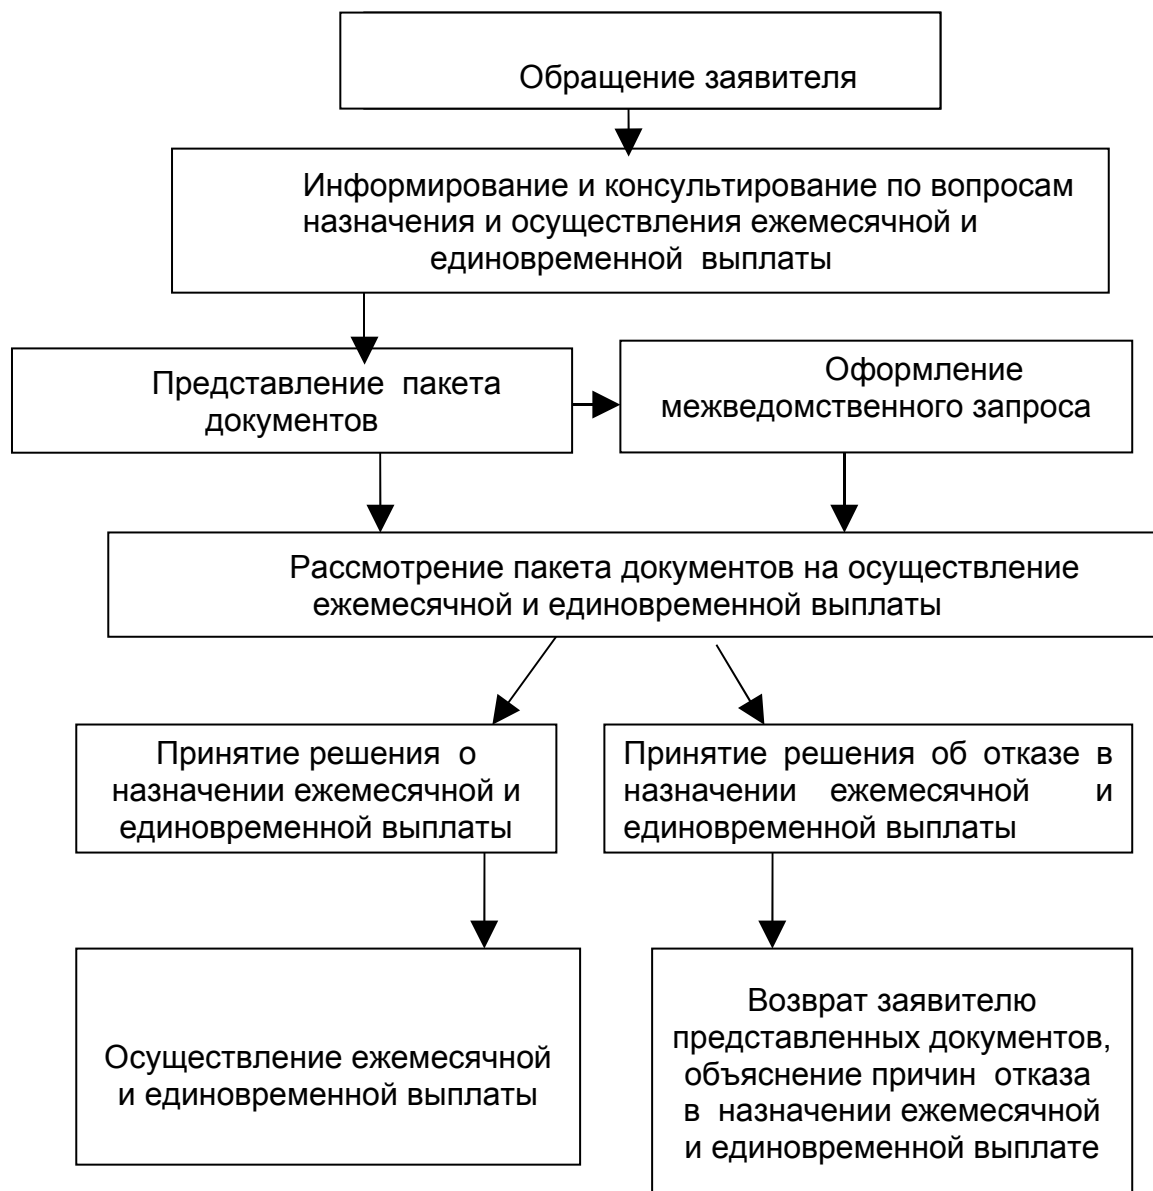 Обращение заявителя
Информирование и консультирование по вопросам
назначения и осуществления ежемесячной и
единовременной выплаты
Представление пакета
документов
Оформление
межведомственного запроса
Рассмотрение пакета документов на осуществление
ежемесячной и единовременной выплаты
Принятие решения о
назначении ежемесячной и
единовременной выплаты
Принятие решения об отказе в
назначении ежемесячной и
единовременной выплаты
Осуществление ежемесячной
и единовременной выплаты
Возврат заявителю
представленных документов,
объяснение причин отказа
в назначении ежемесячной
и единовременной выплате